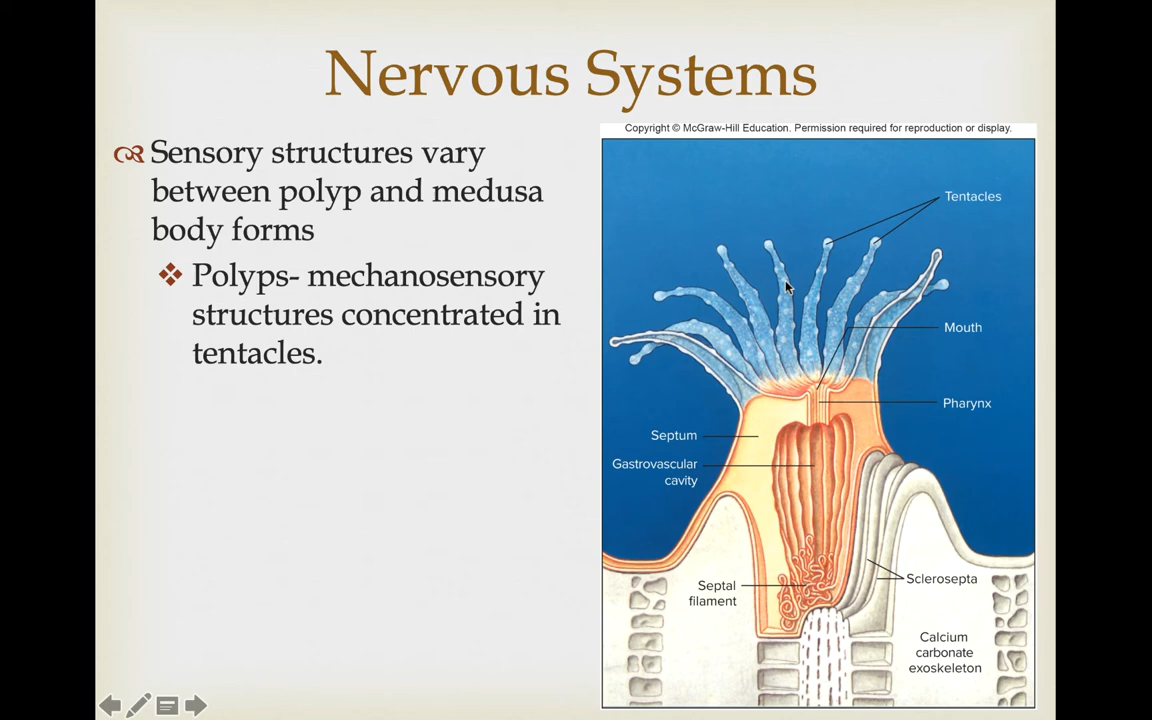 Nervous Systems
Sensory structures vary
between polyp and medusa
body forms
Polyps- mechanosensory
structures concentrated in
tentacles.
Copyright © McGraw-Hill Education. Permission required for reproduction or display.
Tentacles
Mouth
Pharynx
Septum
Gastrovascular
cavity
Septal
filament
Sclerosepta
Calcium
carbonate
exoskeleton